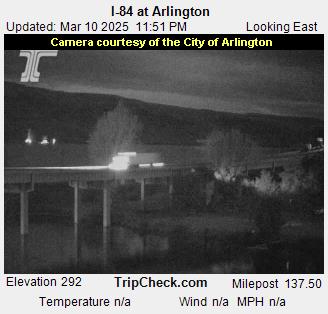 I-84 at Arlington
Updated: Mar 10 2025 11:51 PM Looking East
Camera courtesy of the City of Arlington
Elevation 292 TripCheck.com Milepost 137.50
Temperature n/a Wind n/a MPH n/a